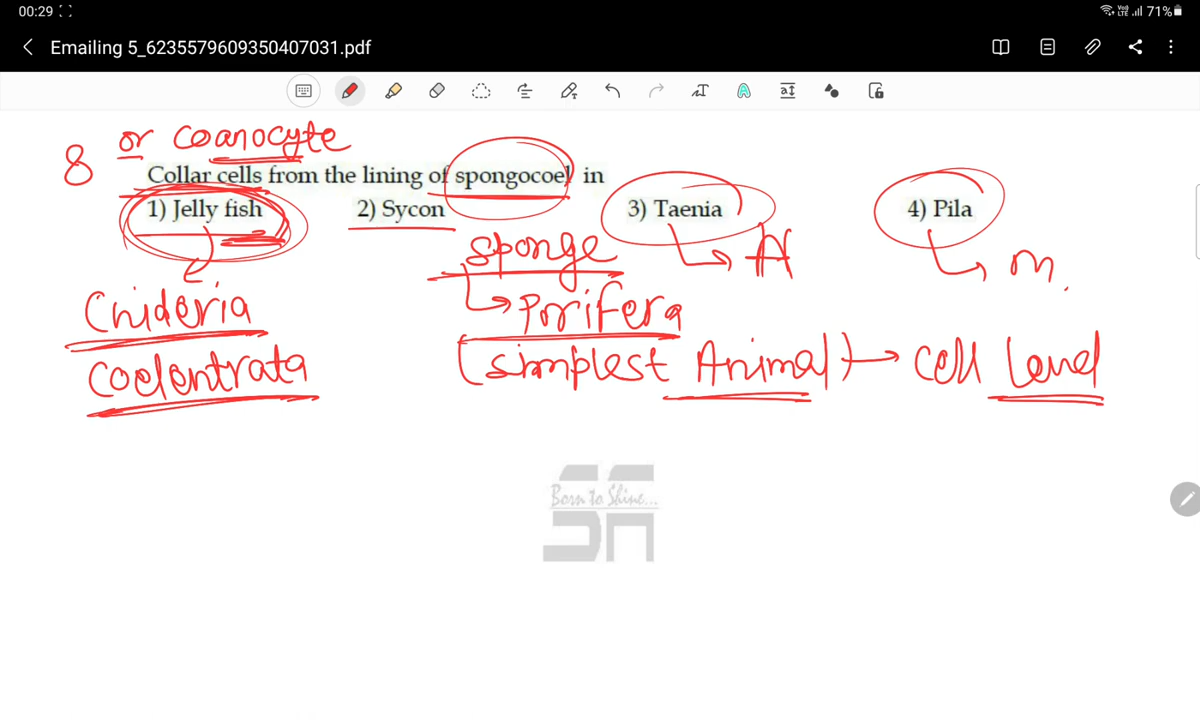 00:29
71%
Emailing 5_6235579609350407031.pdf
8 or coanocyte
Collar cells from the lining of spongocoel in
1) Jelly fish 2) Sycon 3) Taenia 4) Pila
sponge A m.
Cnideria Porifera
Coelentrata (simplest Animal) → cell level
Born to Shine...